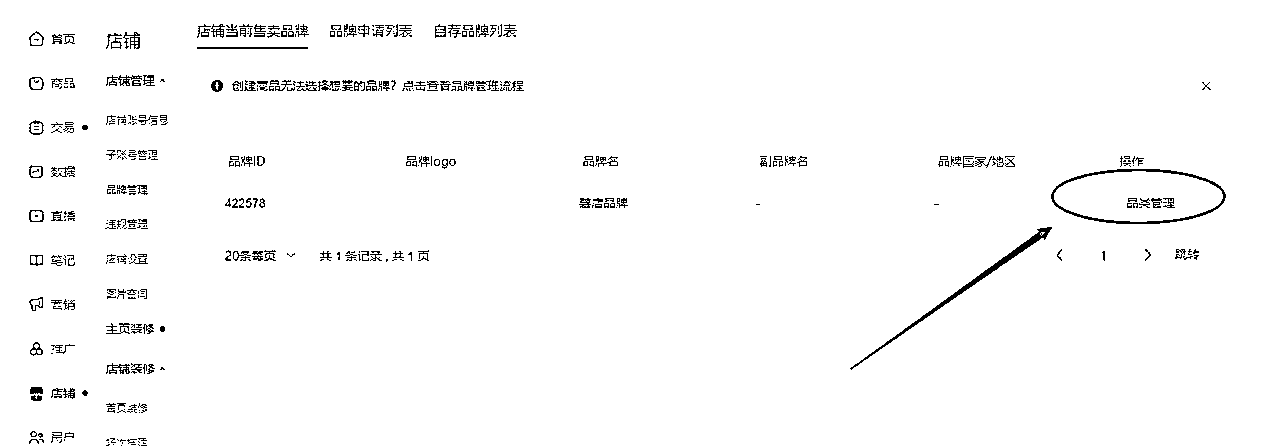 首页
商品
交易
数据
直播
笔记
营销
推广
店铺
用户
店铺
店铺管理
店铺账号信息
子账号管理
品牌管理
违规管理
店铺设置
图片空间
主页装修
店铺装修
首页装修
店铺当前售卖品牌 品牌申请列表 自存品牌列表
创建商品无法选择想要的品牌？点击查看品牌管理流程
品牌ID 品牌logo 品牌名 副品牌名 品牌国家/地区 操作
422578 品牌 - - 品类管理
20条每页 共 1 条记录 , 共 1 页 1 跳转